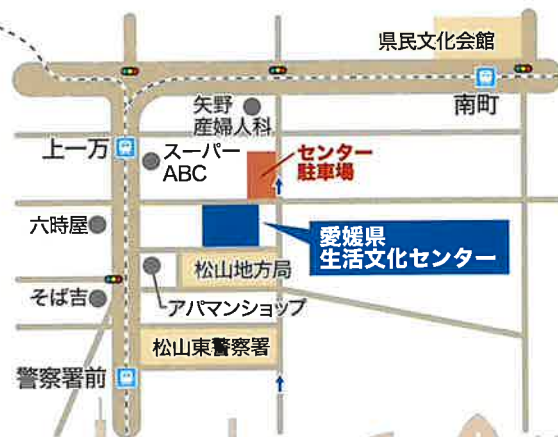 県民文化会館
南町
矢野
産婦人科
上一万
スーパー
ABC
センター
駐車場
六時屋
愛媛県
生活文化センター
松山地方局
そば吉
アパマンショップ
松山東警察署
警察署前